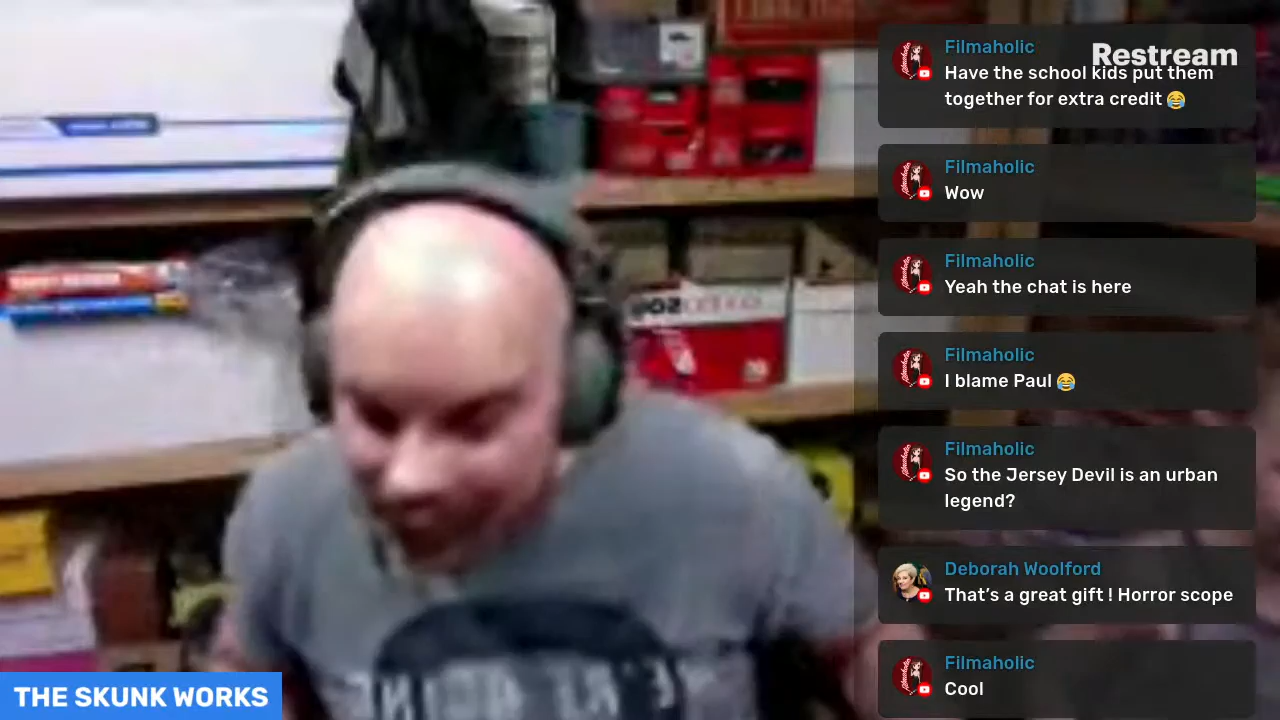 Restream
Filmaholic
Have the school kids put them
together for extra credit 😂
Filmaholic
Wow
Filmaholic
Yeah the chat is here
Filmaholic
I blame Paul 😂
Filmaholic
So the Jersey Devil is an urban
legend?
Deborah Woolford
That's a great gift ! Horror scope
Filmaholic
Cool
THE SKUNK WORKS